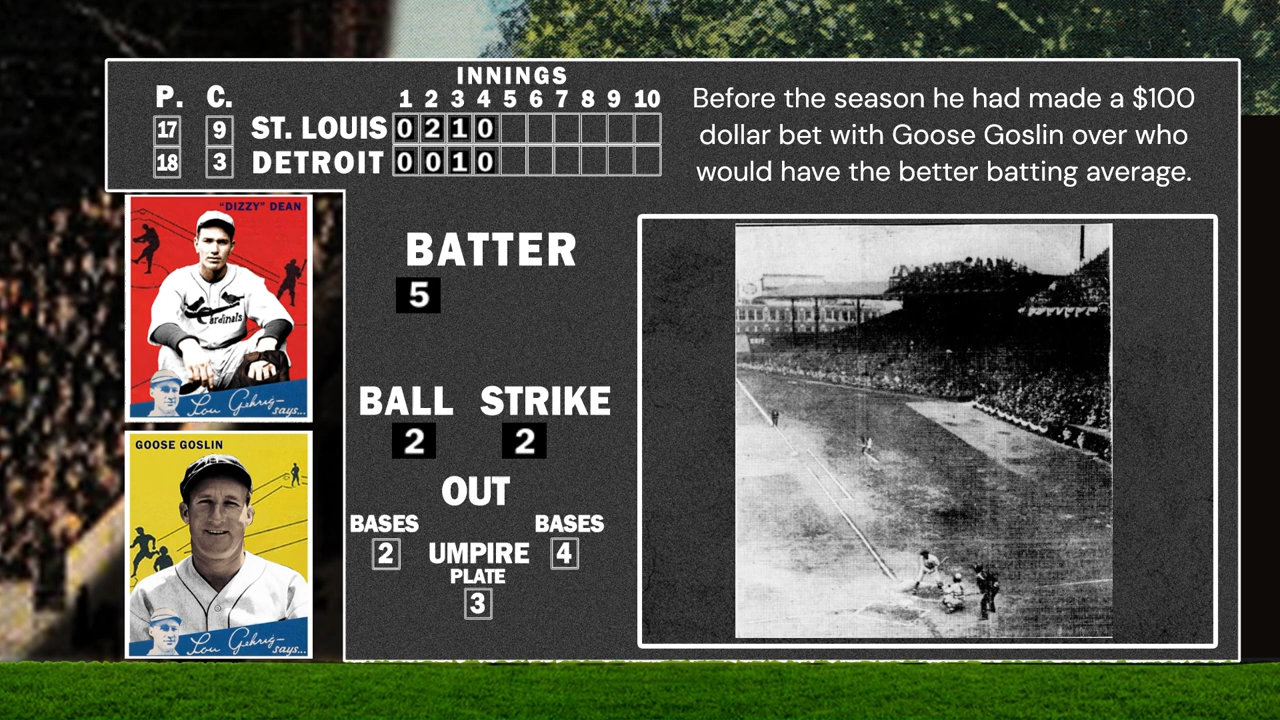 INNINGS
P. C. 1 2 3 4 5 6 7 8 9 10
17 9 ST. LOUIS 0 2 1 0
18 3 DETROIT 0 0 1 0
Before the season he had made a $100
dollar bet with Goose Goslin over who
would have the better batting average.
"DIZZY" DEAN
Cardinals
Lou Gehrig—
says...
GOOSE GOSLIN
Lou Gehrig—
says...
BATTER
5
BALL STRIKE
2 2
OUT
BASES BASES
2 UMPIRE 4
PLATE
3